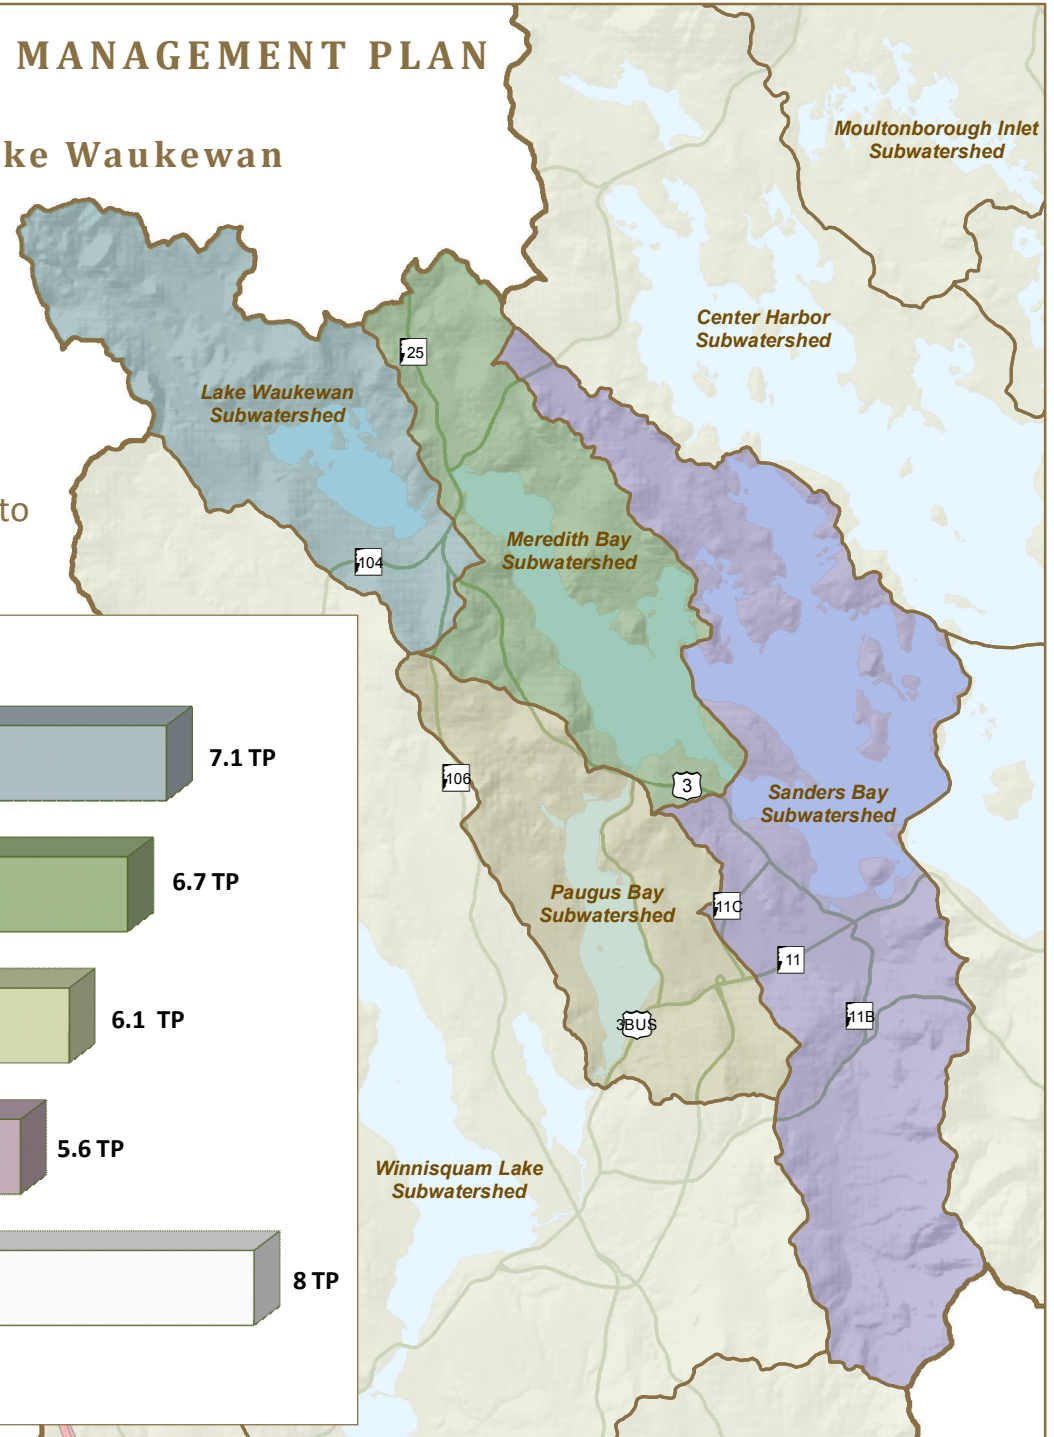 MANAGEMENT PLAN
ke Waukewan
to
Moultonborough Inlet
Subwatershed
Center Harbor
Subwatershed
25
Lake Waukewan
Subwatershed
Meredith Bay
Subwatershed
104
7.1 TP
106
3
Sanders Bay
Subwatershed
6.7 TP
Paugus Bay
Subwatershed
11C
11
6.1 TP
11B
3BUS
5.6 TP
Winnisquam Lake
Subwatershed
8 TP